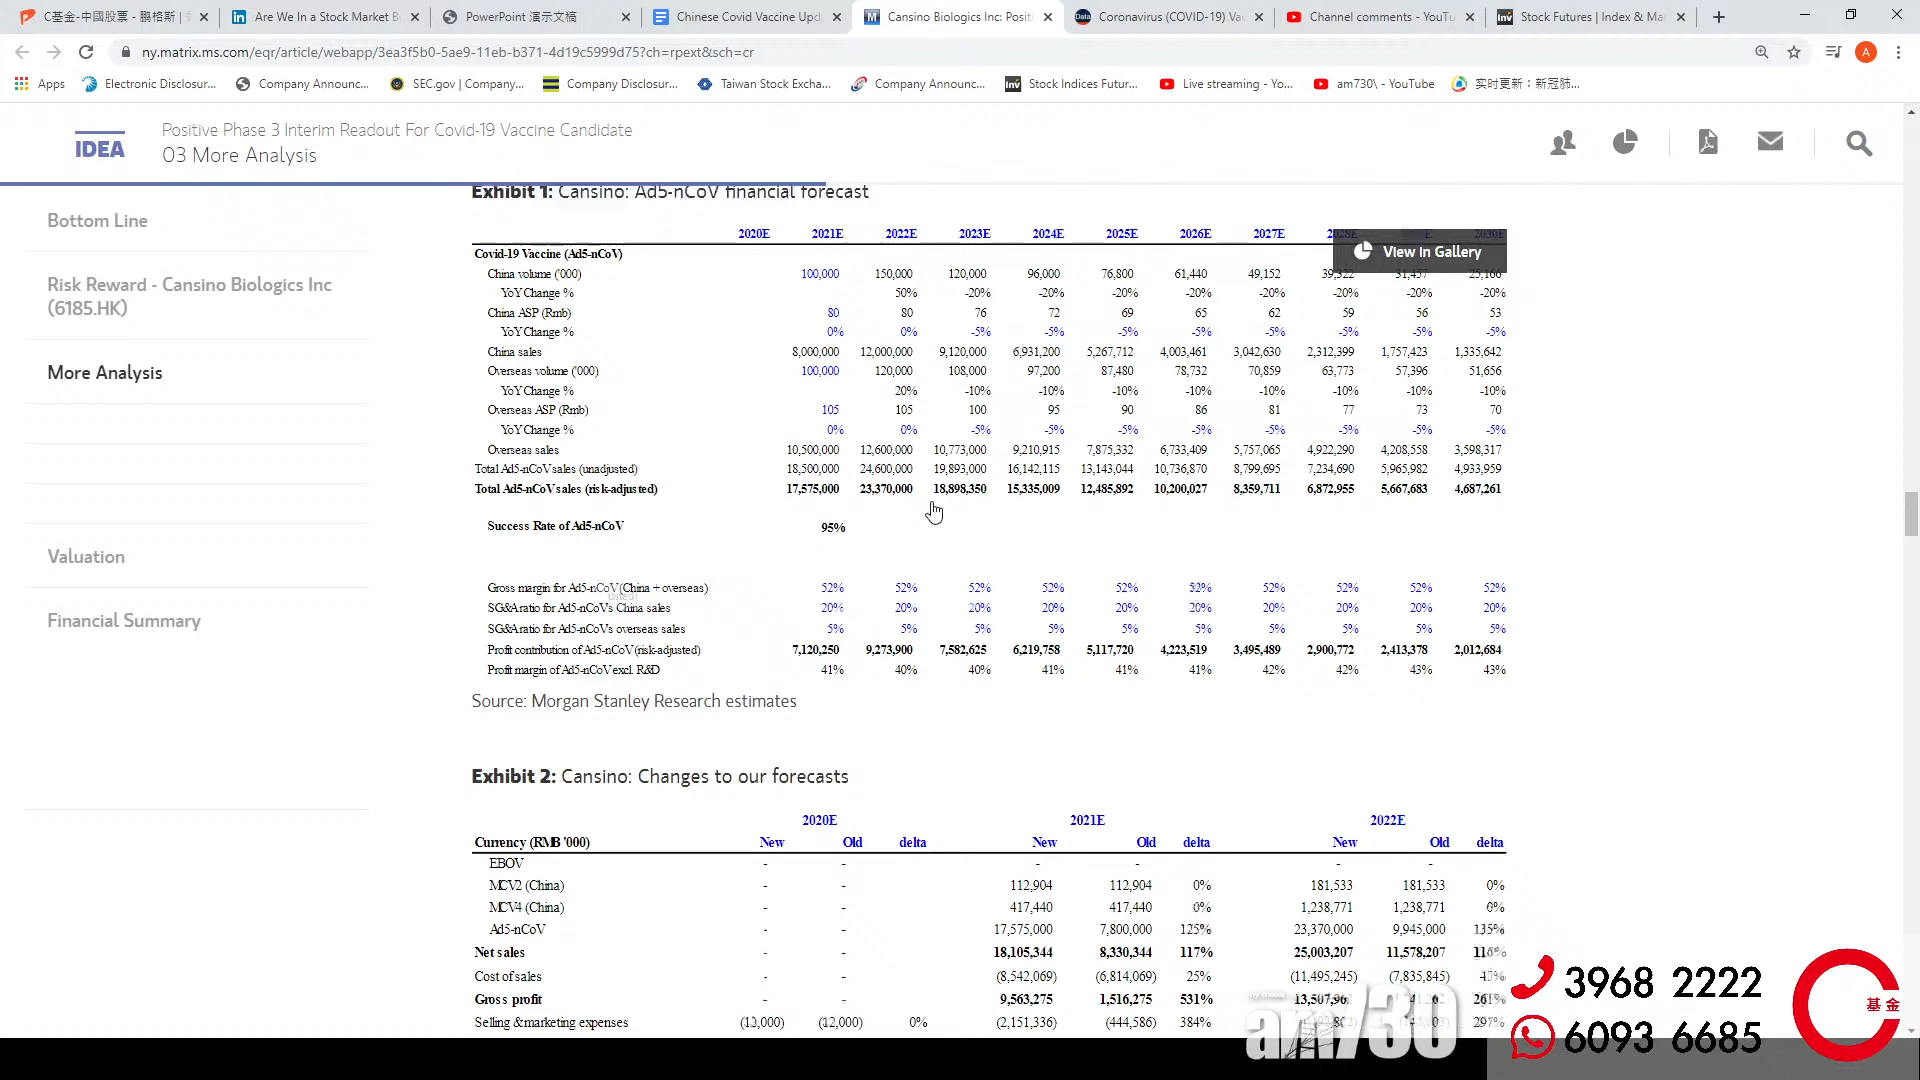 C基金-中國股票 - 鵬格斯 |
Are We In a Stock Market B
PowerPoint 演示文稿
Chinese Covid Vaccine Upd
Cansino Biologics Inc: Positi
Coronavirus (COVID-19) Va
Channel comments - YouTu
Stock Futures | Index & Mar
ny.matrix.ms.com/eqr/article/webapp/3ea3f5b0-5ae9-11eb-b371-4d19c5999d75?ch=rpext&sch=cr
A
Apps
Electronic Disclosur...
Company Announc...
SEC.gov | Company...
Company Disclosur...
Taiwan Stock Excha...
Company Announc...
Stock Indices Futur...
Live streaming - Yo...
am730\ - YouTube
实时更新：新冠肺...
IDEA
Positive Phase 3 Interim Readout For Covid-19 Vaccine Candidate
03 More Analysis
Bottom Line
Risk Reward - Cansino Biologics Inc
(6185.HK)
More Analysis
Valuation
Financial Summary
Exhibit 1: Cansino: Ad5-nCoV financial forecast
2020E 2021E 2022E 2023E 2024E 2025E 2026E 2027E 2028E 2030E
View in Gallery
Covid-19 Vaccine (Ad5-nCoV)
China volume ('000) 100,000 150,000 120,000 96,000 76,800 61,440 49,152 39,322 31,457 25,166
YoY Change % 50% -20% -20% -20% -20% -20% -20% -20% -20%
China ASP (Rmb) 80 80 76 72 69 65 62 59 56 53
YoY Change % 0% 0% -5% -5% -5% -5% -5% -5% -5% -5%
China sales 8,000,000 12,000,000 9,120,000 6,931,200 5,267,712 4,003,461 3,042,630 2,312,399 1,757,423 1,335,642
Overseas volume ('000) 100,000 120,000 108,000 97,200 87,480 78,732 70,859 63,773 57,396 51,656
YoY Change % 20% -10% -10% -10% -10% -10% -10% -10% -10%
Overseas ASP (Rmb) 105 105 100 95 90 86 81 77 73 70
YoY Change % 0% 0% -5% -5% -5% -5% -5% -5% -5% -5%
Overseas sales 10,500,000 12,600,000 10,773,000 9,210,915 7,875,332 6,733,409 5,757,065 4,922,290 4,208,558 3,598,317
Total Ad5-nCoV sales (unadjusted) 18,500,000 24,600,000 19,893,000 16,142,115 13,143,044 10,736,870 8,799,695 7,234,690 5,965,982 4,933,959
Total Ad5-nCoV sales (risk-adjusted) 17,575,000 23,370,000 18,898,350 15,335,009 12,485,892 10,200,027 8,359,711 6,872,955 5,667,683 4,687,261
Success Rate of Ad5-nCoV 95%
Gross margin for Ad5-nCoV (China + overseas) 52% 52% 52% 52% 52% 52% 52% 52% 52% 52%
SG&A ratio for Ad5-nCoVs China sales 20% 20% 20% 20% 20% 20% 20% 20% 20% 20%
SG&A ratio for Ad5-nCoVs overseas sales 5% 5% 5% 5% 5% 5% 5% 5% 5% 5%
Profit contribution of Ad5-nCoV (risk-adjusted) 7,120,250 9,273,900 7,582,625 6,219,758 5,117,720 4,223,519 3,495,489 2,900,772 2,413,378 2,012,684
Profit margin of Ad5-nCoV excl. R&D 41% 40% 40% 41% 41% 41% 42% 42% 43% 43%
Source: Morgan Stanley Research estimates
Exhibit 2: Cansino: Changes to our forecasts
2020E 2021E 2022E
Currency (RMB '000) New Old delta New Old delta New Old delta
EBOV - - - - - -
MCV2 (China) - - 112,904 112,904 0% 181,533 181,533 0%
MCV4 (China) - - 417,440 417,440 0% 1,238,771 1,238,771 0%
Ad5-nCoV - - 17,575,000 7,800,000 125% 23,370,000 9,945,000 135%
Net sales - - 18,105,344 8,330,344 117% 25,003,207 11,578,207 116%
Cost of sales - - (8,542,069) (6,814,069) 25% (11,495,245) (7,835,845)
Gross profit - - 9,563,275 1,516,275 531% 13,507,962 261%
Selling & marketing expenses (12,000) (12,000) 0% (2,151,336) (444,586) 384% 297%
am730
3968 2222
6093 6685
基金